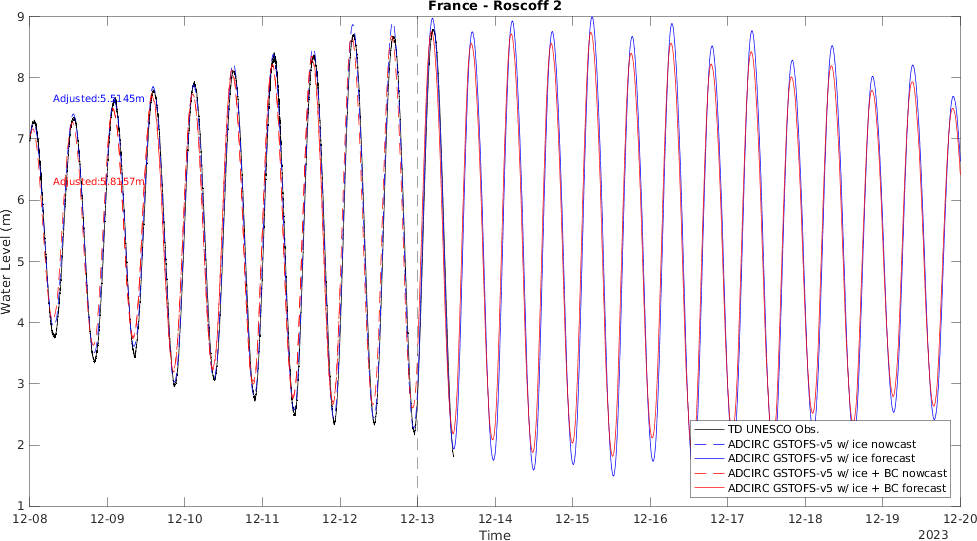 France - Roscoff 2
Water Level (m)
9
8
7
6
5
4
3
2
1
Adjusted:5.5145m
Adjusted:5.8157m
TD UNESCO Obs.
ADCIRC GSTOFS-v5 w/ ice nowcast
ADCIRC GSTOFS-v5 w/ ice forecast
ADCIRC GSTOFS-v5 w/ ice + BC nowcast
ADCIRC GSTOFS-v5 w/ ice + BC forecast
12-08 12-09 12-10 12-11 12-12 12-13 12-14 12-15 12-16 12-17 12-18 12-19 12-20
Time
2023